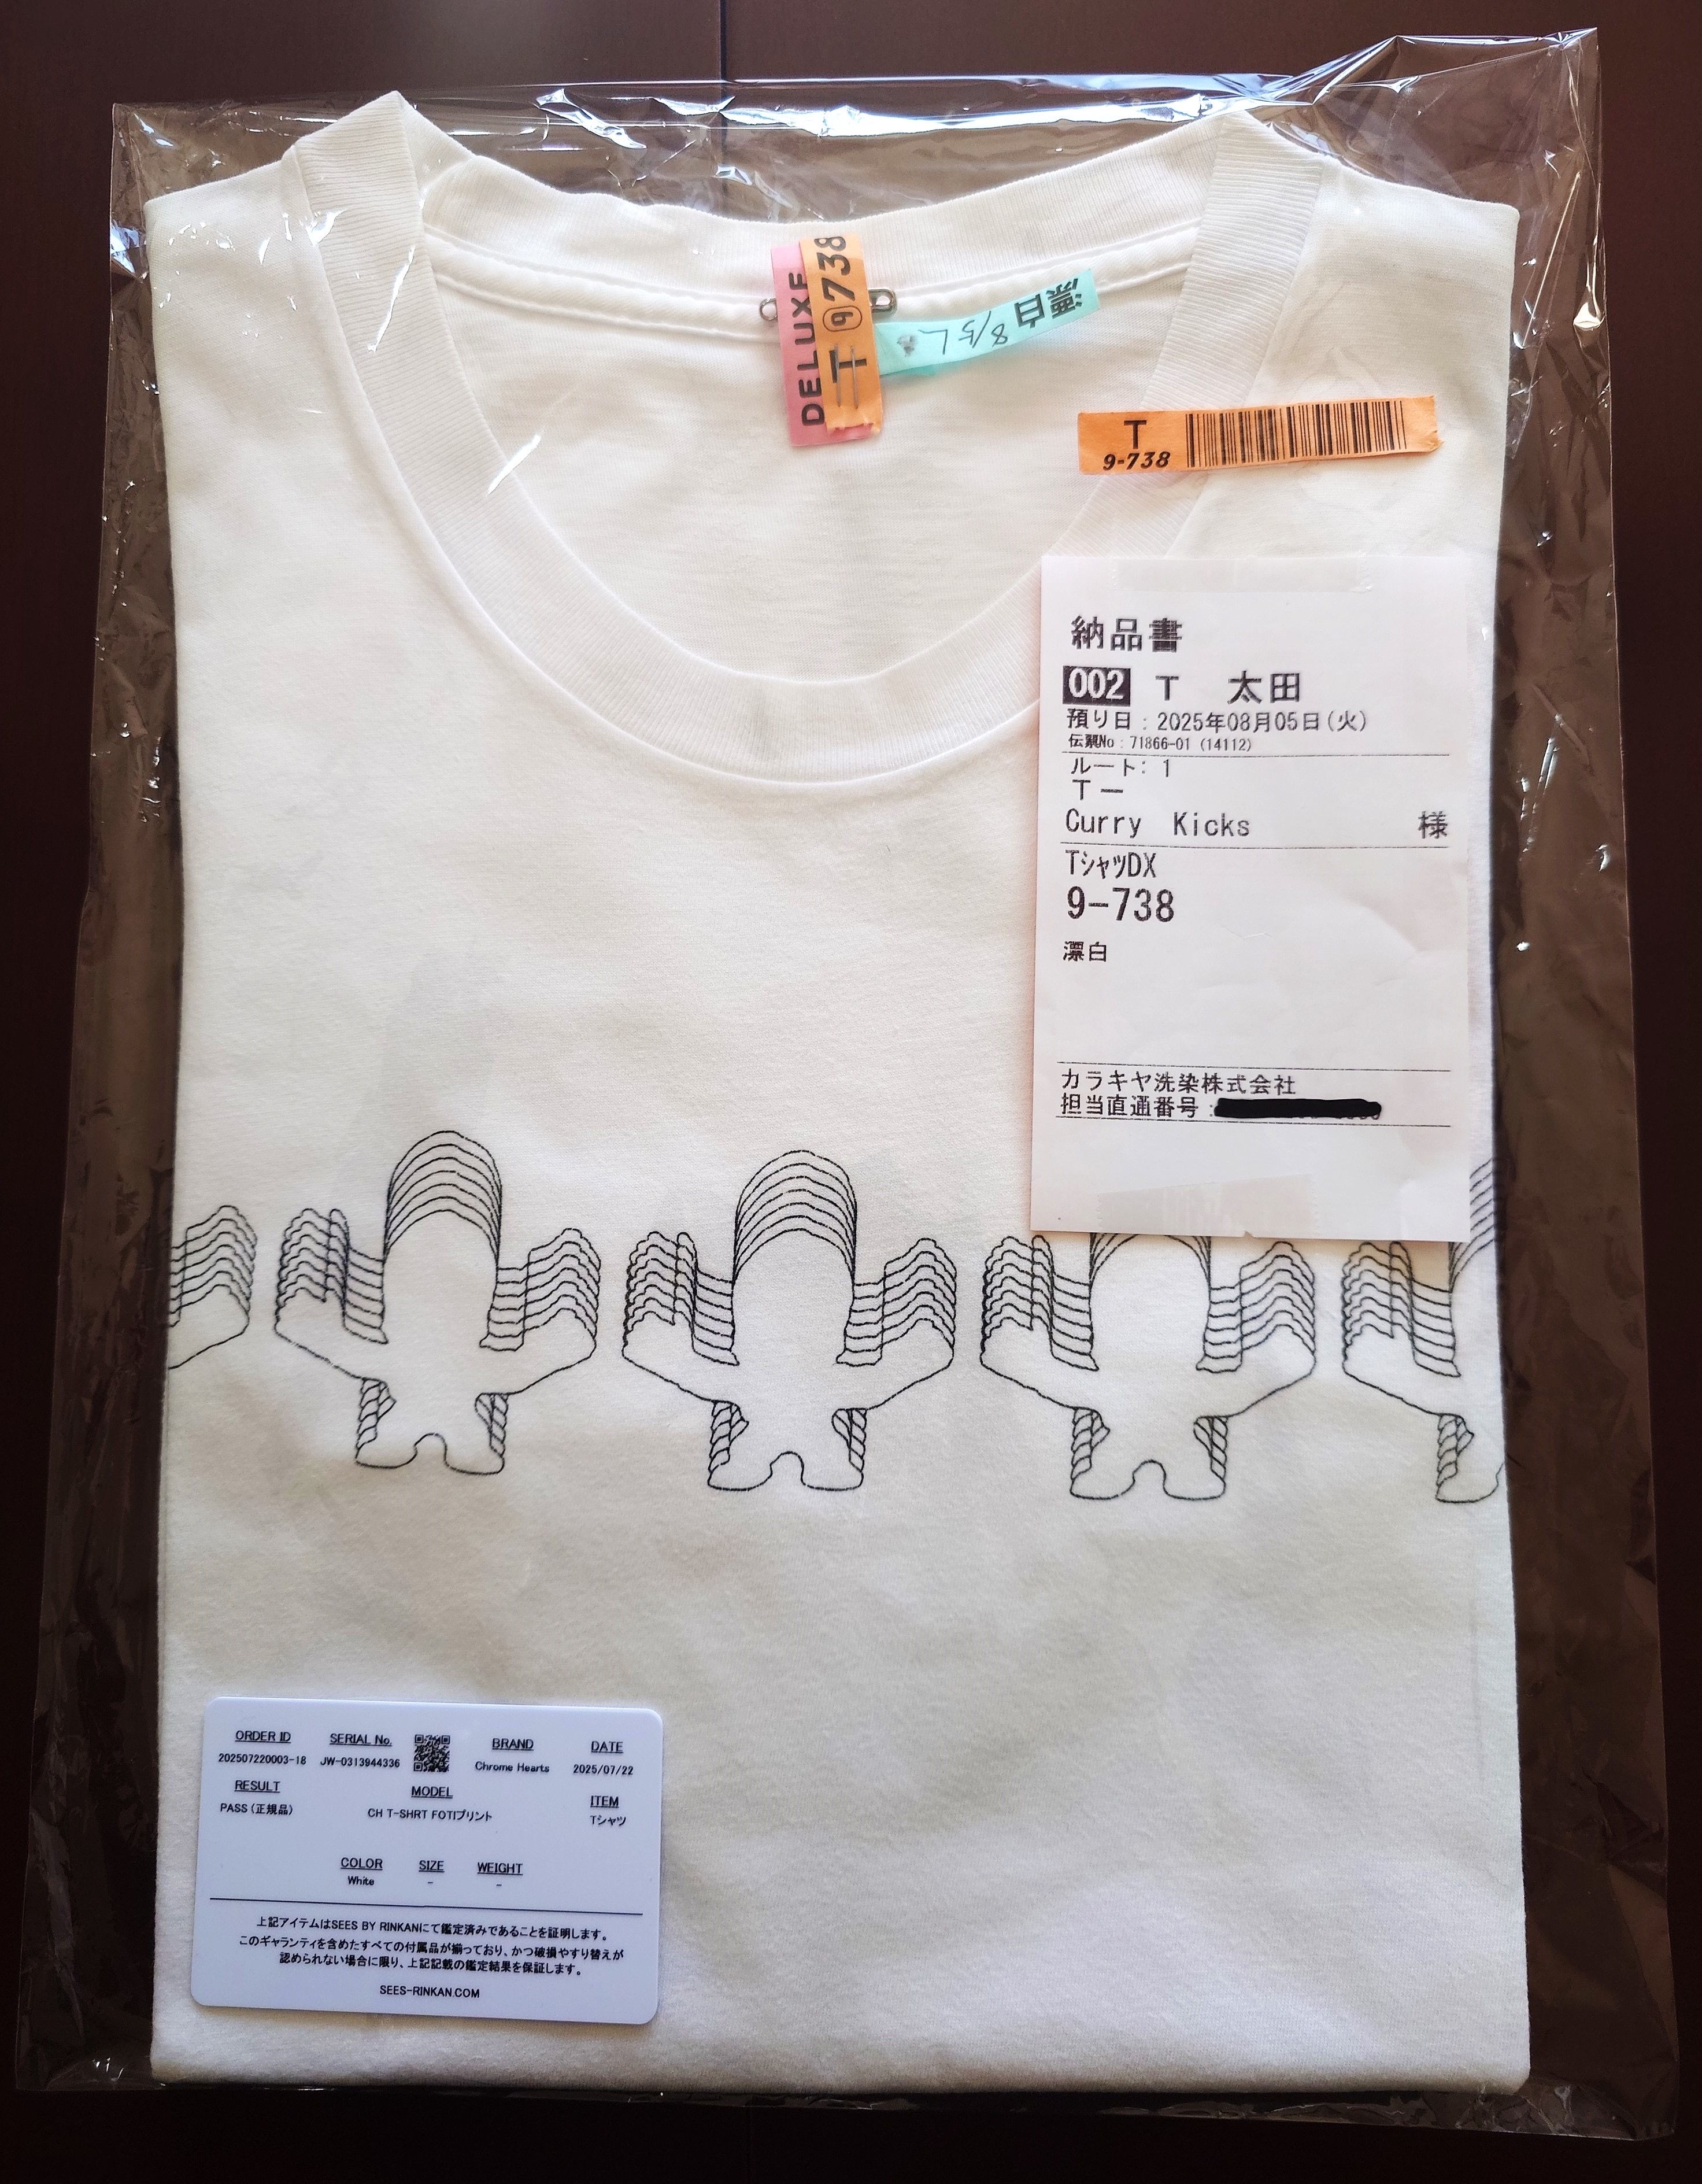 DELUXE
T 9 738
漂白 8/5 L
T
9-738
納品書
002 T 太田
預り日:2025年08月05日(火)
伝票No:71866-01 (14112)
ルート: 1
T ー
Curry Kicks 様
TシャツDX
9-738
漂白
カラキヤ洗染株式会社
担当直通番号:
ORDER ID SERIAL No. BRAND DATE
202507220003-18 JW-0313944336 Chrome Hearts 2025/07/22
RESULT MODEL ITEM
PASS (正規品) CH T-SHRT FOTIプリント Tシャツ
COLOR SIZE WEIGHT
White - -
上記アイテムはSEES BY RINKANにて鑑定済みであることを証明します。
このギャランティを含めたすべての付属品が揃っており、かつ破損やすり替えが
認められない場合に限り、上記記載の鑑定結果を保証します。
SEES-RINKAN.COM